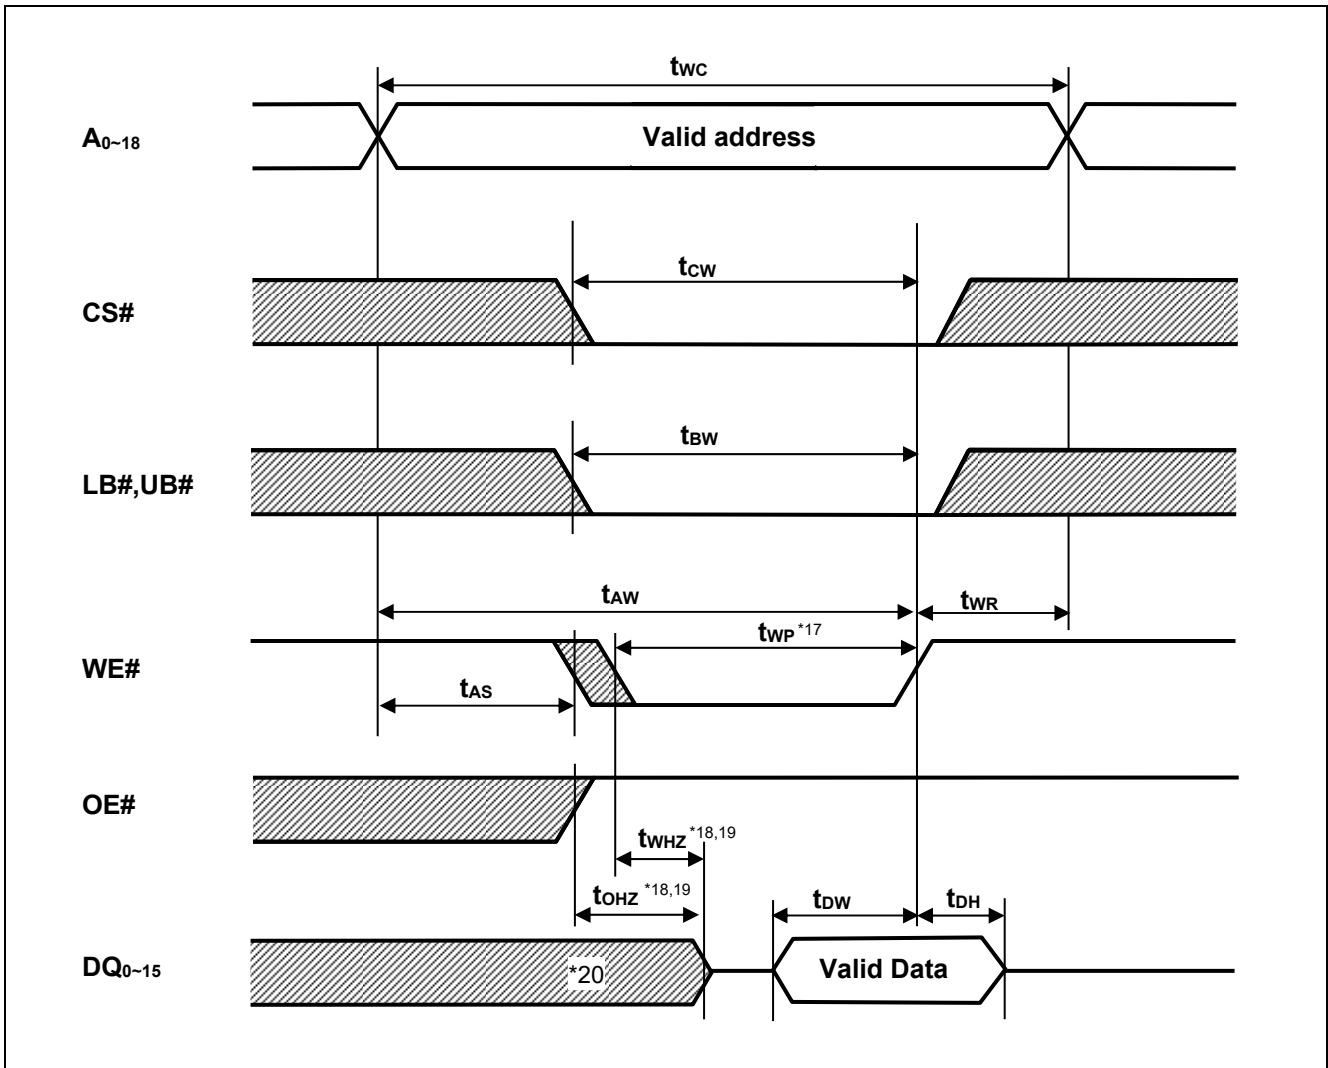 tWC
A0~18
Valid address
CS#
tCW
LB#,UB#
tBW
tAW
tWR
WE#
tWP *17
tAS
OE#
tWHZ *18,19
tOHZ *18,19
tDW
tDH
DQ0~15
*20
Valid Data